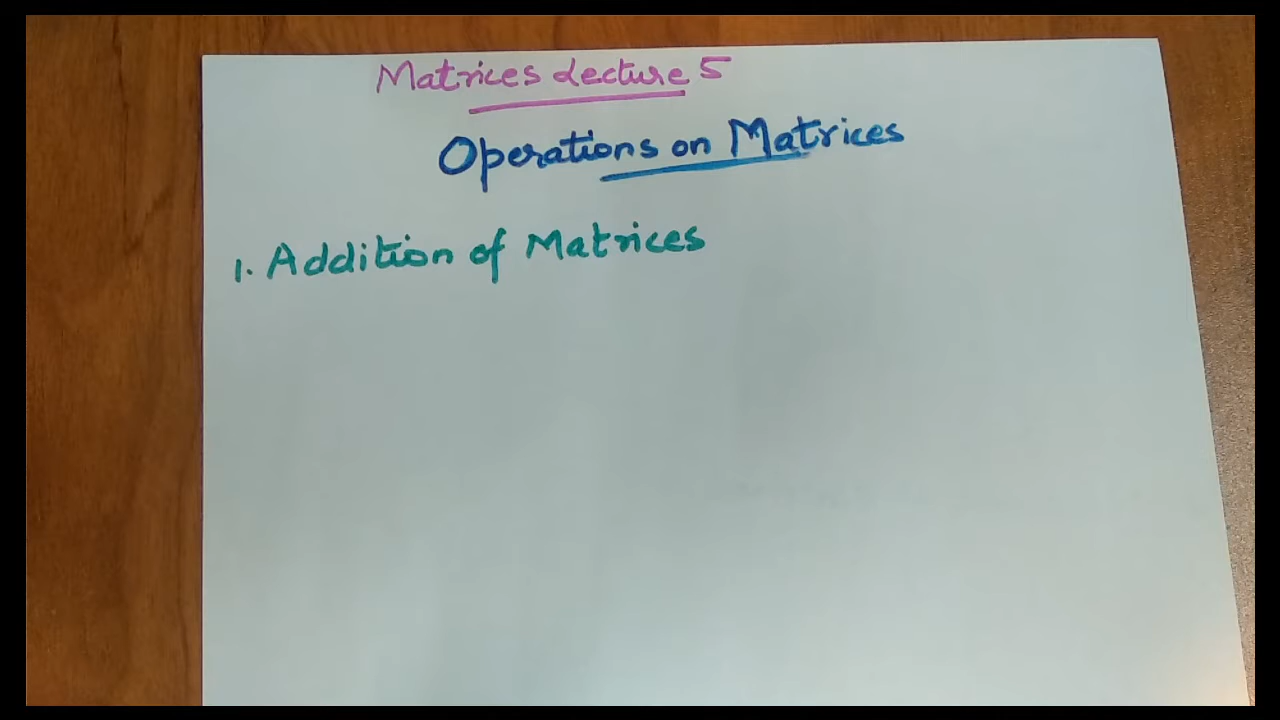 Matrices Lecture 5
Operations on Matrices
1. Addition of Matrices